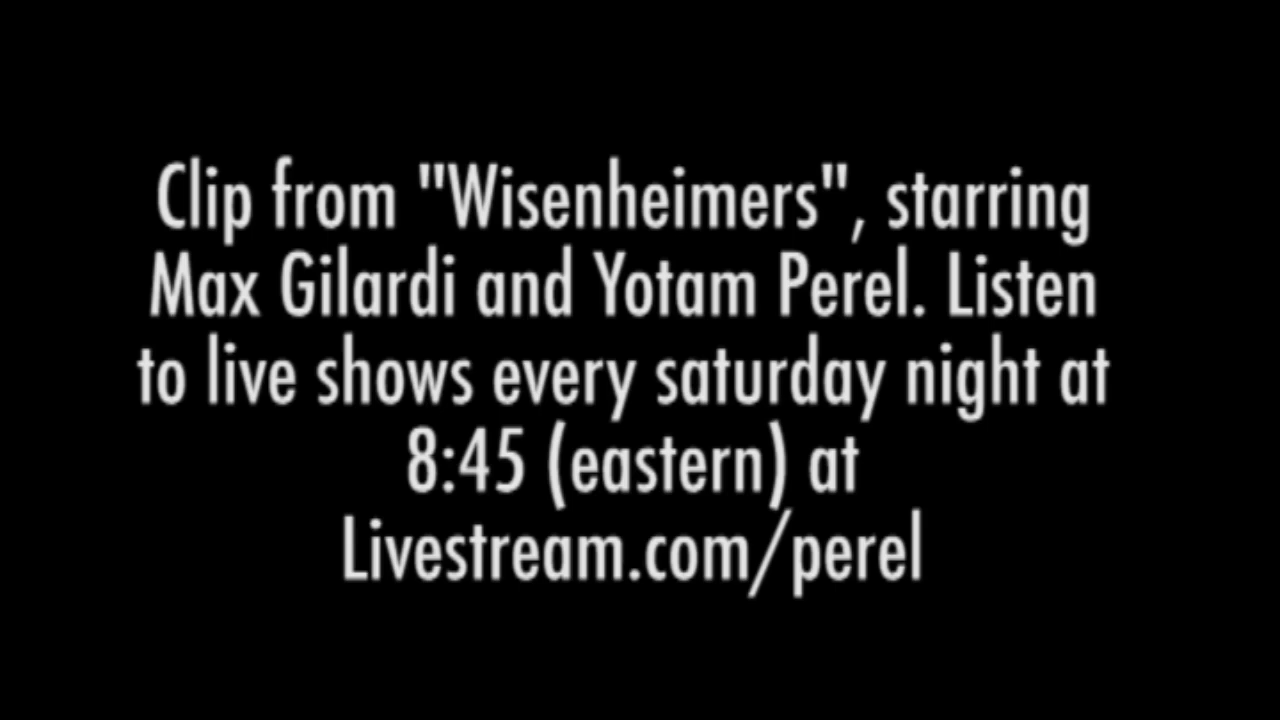 Clip from "Wisenheimers", starring
Max Gilardi and Yotam Perel. Listen
to live shows every saturday night at
8:45 (eastern) at
Livestream.com/perel